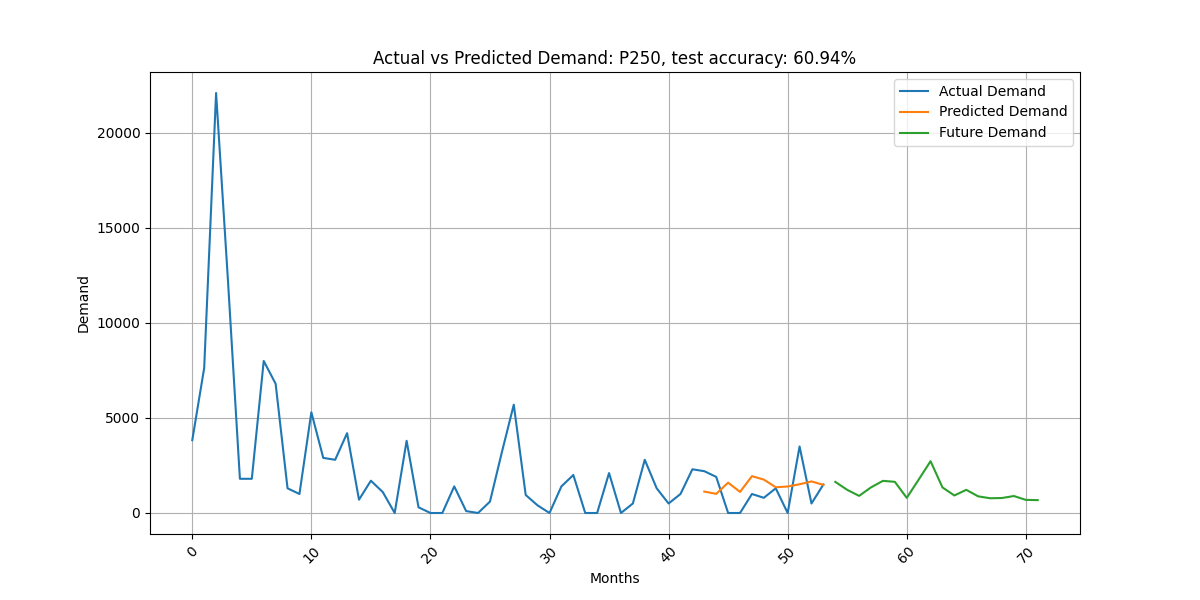 Actual vs Predicted Demand: P250, test accuracy: 60.94%
Actual Demand
Predicted Demand
Future Demand
Demand
20000
15000
10000
5000
0
0
10
20
30
40
50
60
70
Months